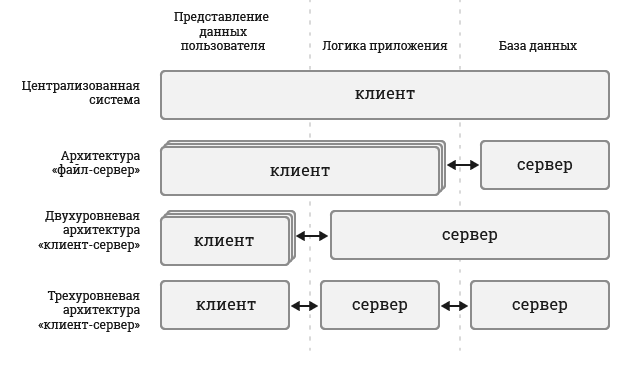 Представление
данных
пользователя
Логика приложения
База данных
Централизованная
система
клиент
Архитектура
«файл-сервер»
клиент
сервер
Двухуровневая
архитектура
«клиент-сервер»
клиент
сервер
Трехуровневая
архитектура
«клиент-сервер»
клиент
сервер
сервер